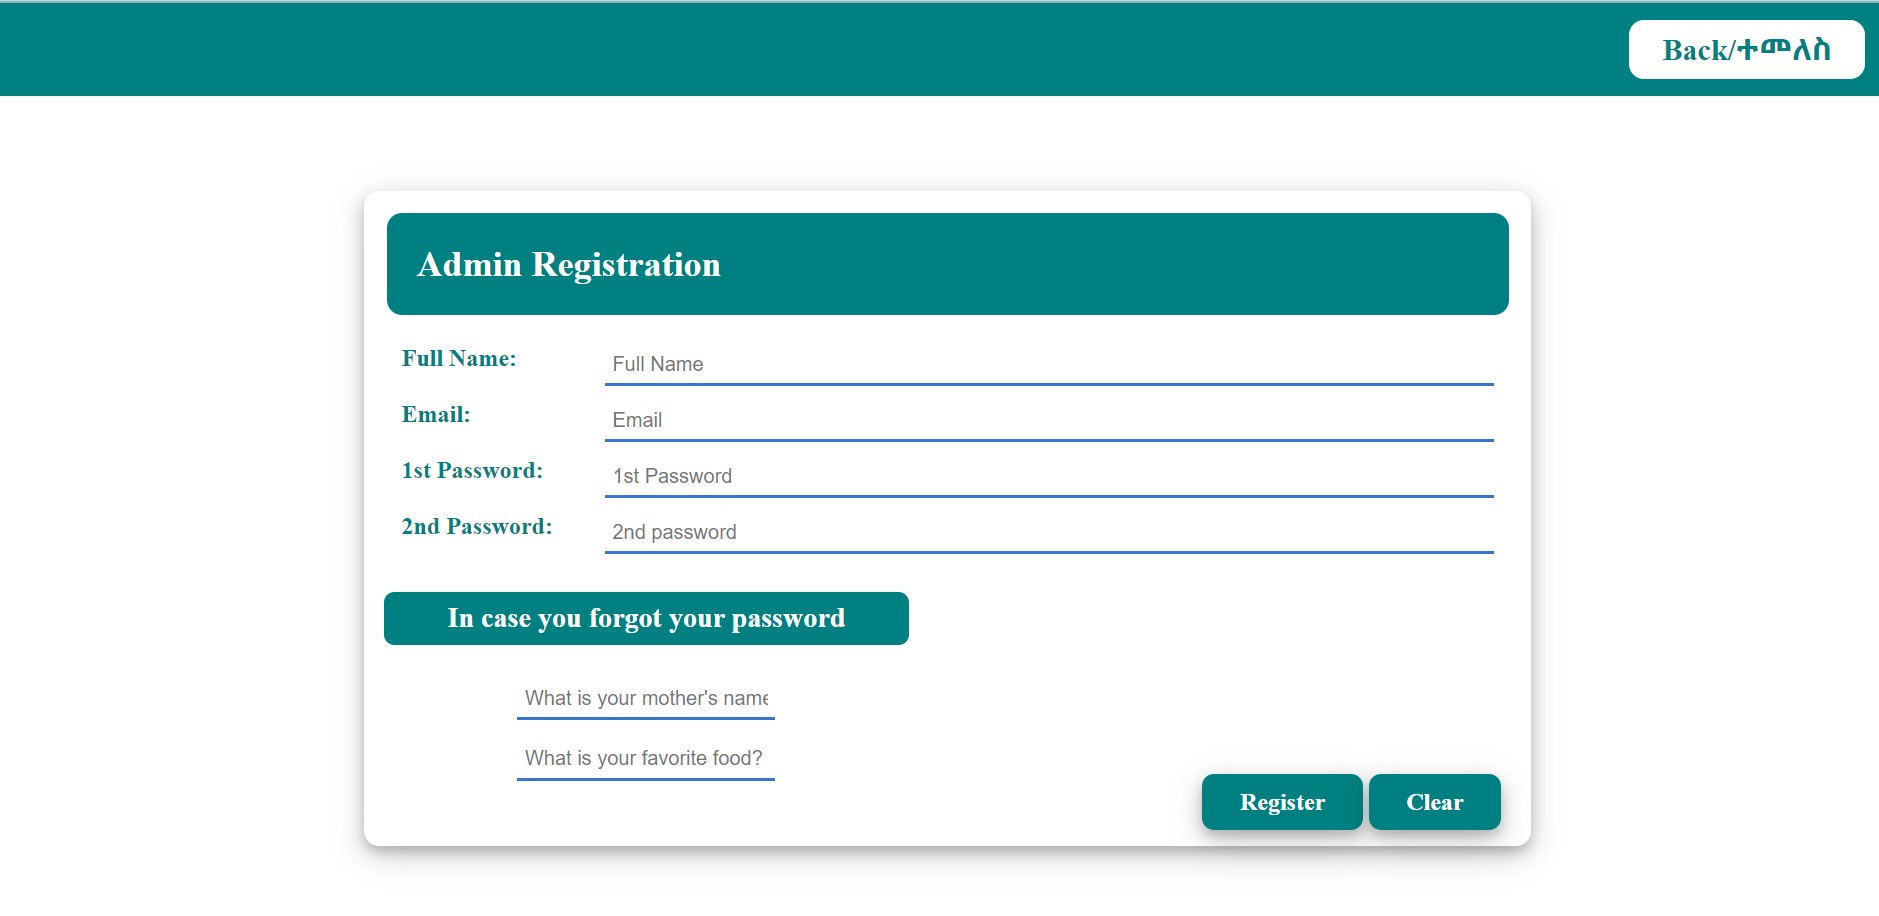 Back/ተመለስ
Admin Registration
Full Name:
Full Name
Email:
Email
1st Password:
1st Password
2nd Password:
2nd password
In case you forgot your password
What is your mother's name
What is your favorite food?
Register
Clear